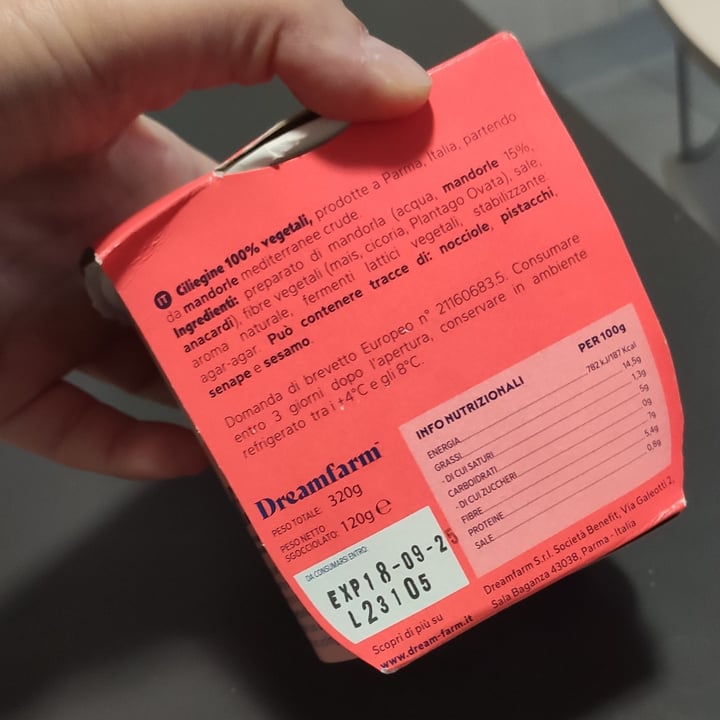 IT Ciliegine 100% vegetali, prodotte a Parma, Italia, partendo
da mandorle mediterranee crude.
Ingredienti: preparato di mandorla (acqua, mandorle 15%,
anacardi), fibre vegetali (mais, cicoria, Plantago Ovata), sale,
aroma naturale, fermenti lattici vegetali, stabilizzante:
agar-agar. Può contenere tracce di: nocciole, pistacchi,
senape e sesamo.
Domanda di brevetto Europeo n° 21160683.5. Consumare
entro 3 giorni dopo l'apertura, conservare in ambiente
refrigerato tra i +4°C e gli 8°C.
INFO NUTRIZIONALI PER 100g
ENERGIA 782 kJ/187 Kcal
GRASSI 14,5g
- DI CUI SATURI 1,3g
CARBOIDRATI 5g
- DI CUI ZUCCHERI 0g
FIBRE 7g
PROTEINE 5,4g
SALE 0,8g
Dreamfarm
PESO TOTALE: 320g
PESO NETTO
SGOCCIOLATO: 120g e
DA CONSUMARSI ENTRO:
EXP18-09-25
L23105
Dreamfarm S.r.l. Società Benefit, Via Galeotti 2,
Sala Baganza 43038, Parma - Italia
Scopri di più su
www.dream-farm.it